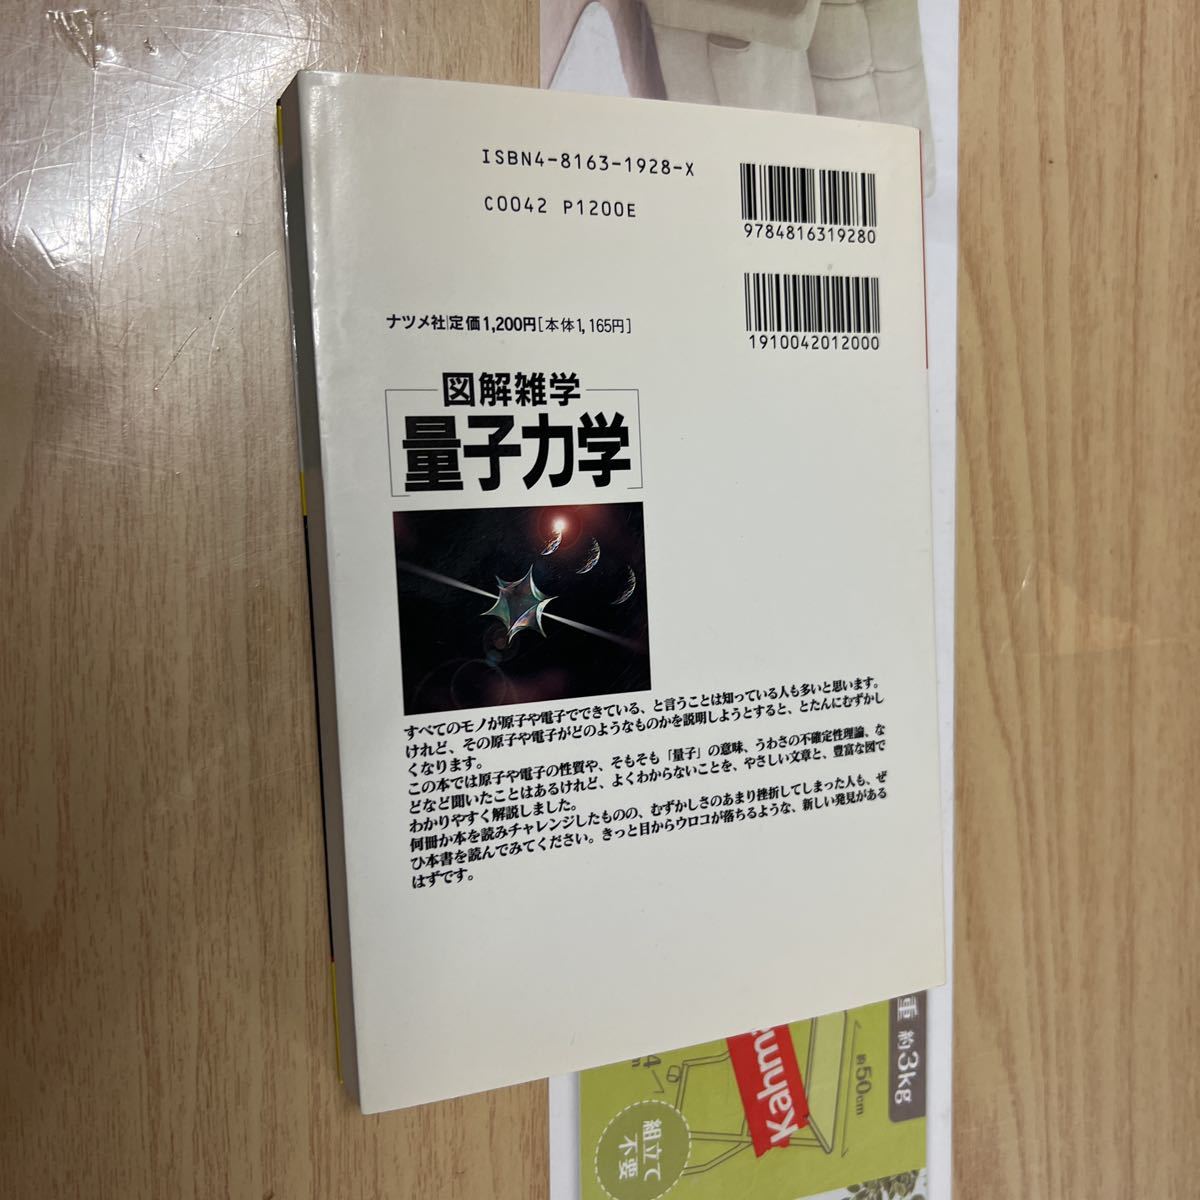 ISBN4-8163-1928-X
C0042 P1200E
9784816319280
1910042012000
ナツメ社 定価1,200円[本体1,165円]
図解雑学
量子力学
すべてのモノが原子や電子でできている、と言うことは知っている人も多いと思います。
けれど、その原子や電子がどのようなものかを説明しようとすると、とたんにむずかし
くなります。
この本では原子や電子の性質や、そもそも「量子」の意味、うわさの不確定性理論、な
どなど聞いたことはあるけれど、よくわからないことを、やさしい文章と、豊富な図で
わかりやすく解説しました。
何冊か本を読みチャレンジしたものの、むずかしさのあまり挫折してしまった人も、ぜ
ひ本書を読んでみてください。きっと目からウロコが落ちるような、新しい発見がある
はずです。
重 約3kg
約50cm
Kahm
組立て
不要